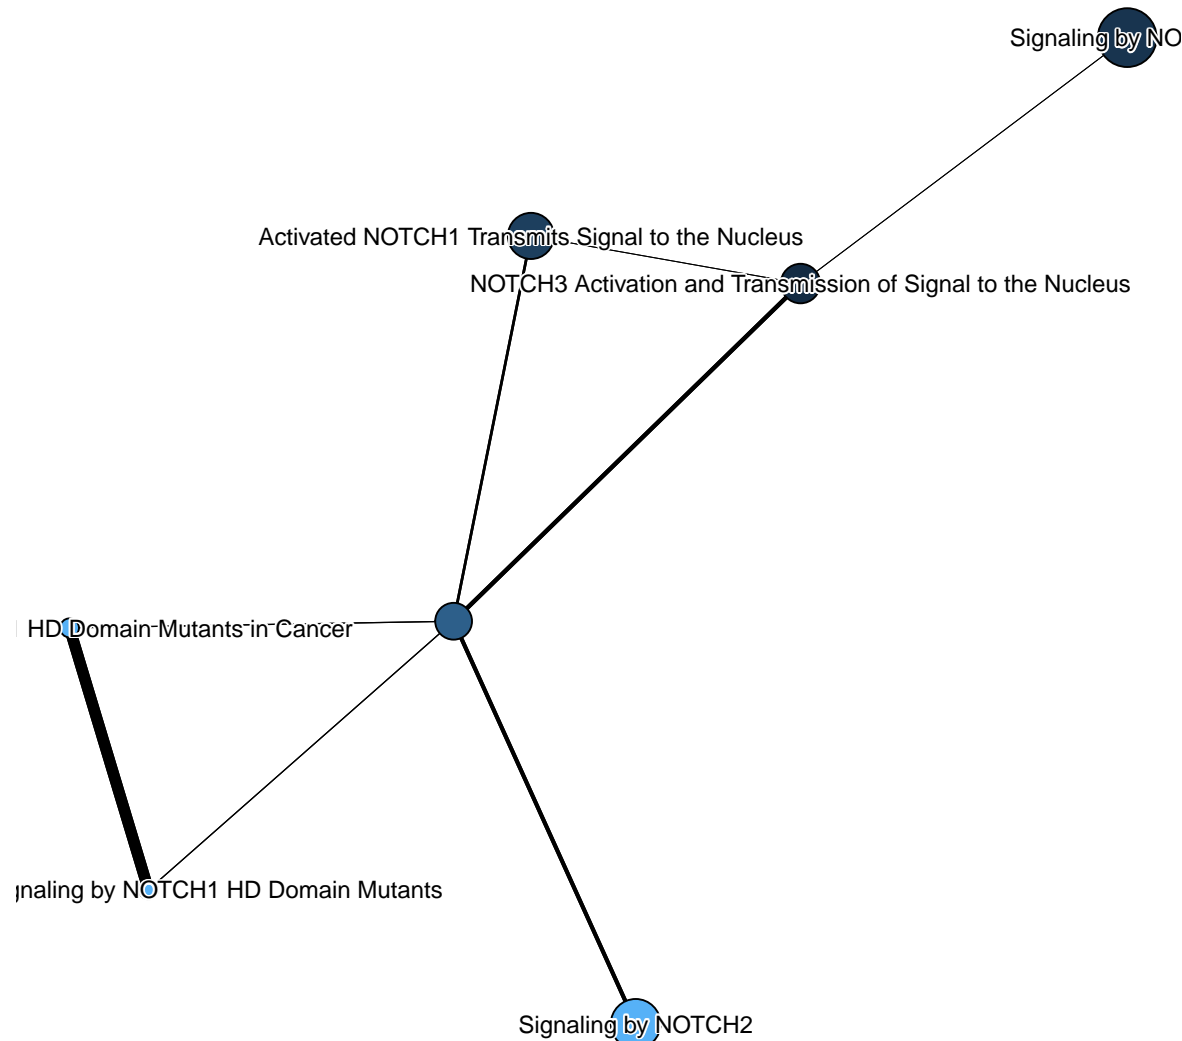 Signaling by NO
Activated NOTCH1 Transmits Signal to the Nucleus
NOTCH3 Activation and Transmission of Signal to the Nucleus
HD Domain Mutants in Cancer
gnaling by NOTCH1 HD Domain Mutants
Signaling by NOTCH2